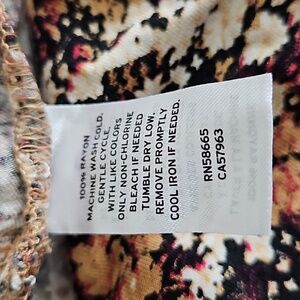 100% RAYON
MACHINE WASH COLD,
GENTLE CYCLE,
WITH LIKE COLORS
ONLY NON-CHLORINE
BLEACH IF NEEDED.
TUMBLE DRY LOW,
REMOVE PROMPTLY
COOL IRON IF NEEDED.
RN58665
CA57963